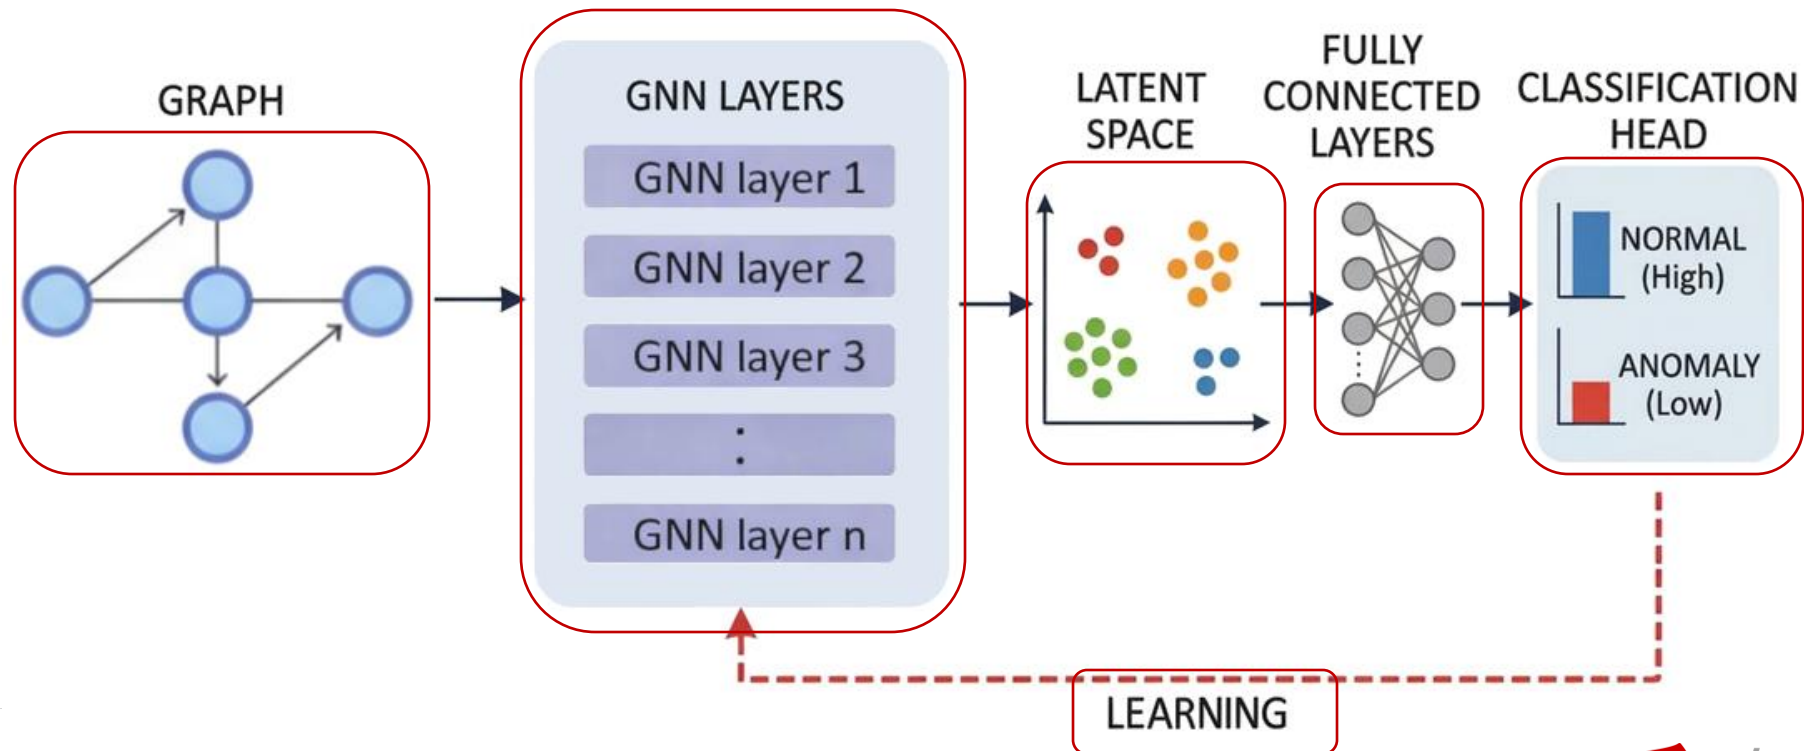 GRAPH
GNN LAYERS
GNN layer 1
GNN layer 2
GNN layer 3
:
GNN layer n
LATENT
SPACE
FULLY
CONNECTED
LAYERS
CLASSIFICATION
HEAD
NORMAL
(High)
ANOMALY
(Low)
LEARNING